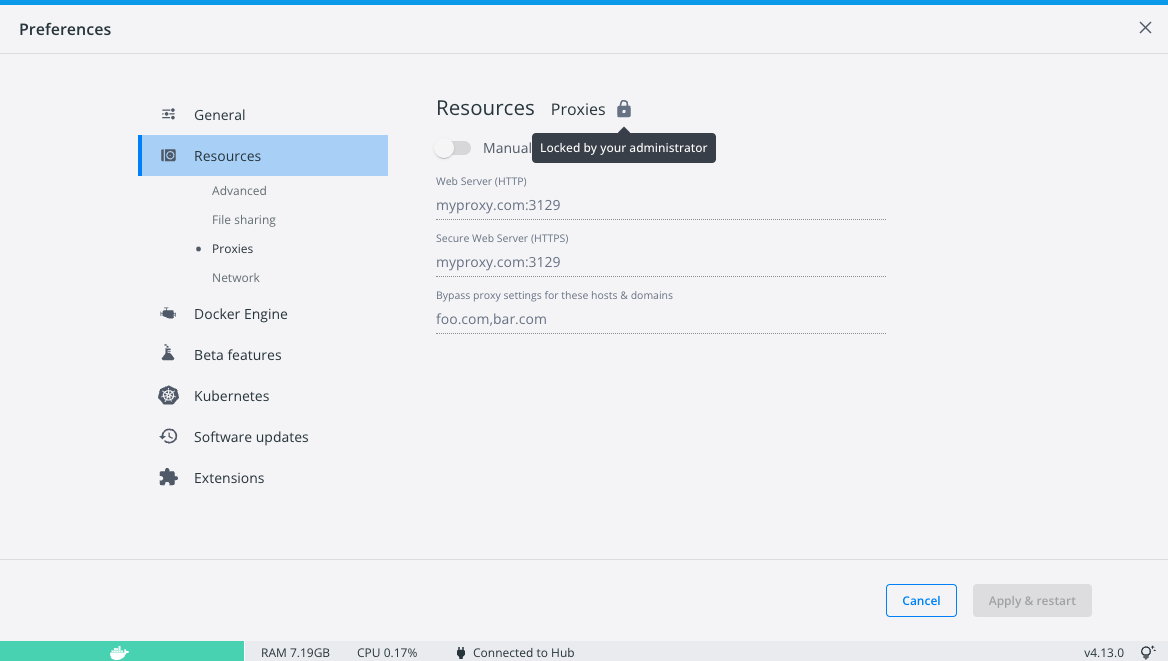 Preferences
General
Resources
Advanced
File sharing
Proxies
Network
Docker Engine
Beta features
Kubernetes
Software updates
Extensions
Resources Proxies
Manual
Locked by your administrator
Web Server (HTTP)
myproxy.com:3129
Secure Web Server (HTTPS)
myproxy.com:3129
Bypass proxy settings for these hosts & domains
foo.com,bar.com
Cancel
Apply & restart
RAM 7.19GB CPU 0.17% Connected to Hub v4.13.0